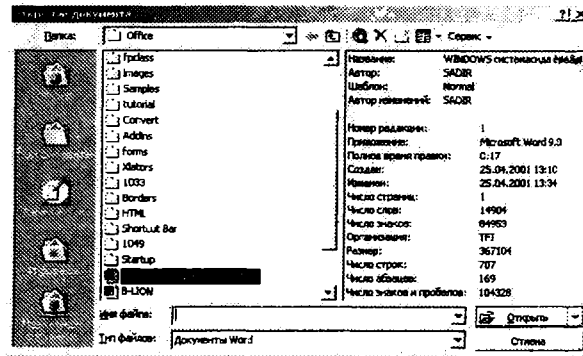 Папка: Office Сервис
fpclass
Images
Samples
tutorial
Convert
AddIns
forms
Xlators
1033
Borders
HTML
Shortcut Bar
1049
Startup
B-LION
Название: WINDOWS системасида
Автор: SADIR
Шаблон: Normal
Автор изменений: SADIR
Номер редакции: 1
Приложение: Microsoft Word 9.0
Полное время правки: 0:17
Создан: 25.04.2001 13:10
Изменен: 25.04.2001 13:34
Число страниц: 1
Число слов: 14904
Число знаков: 84953
Организация: TFI
Размер: 367104
Число строк: 707
Число абзацев: 169
Число знаков и пробелов: 104328
Имя файла: Открыть
Тип файлов: Документы Word Отмена